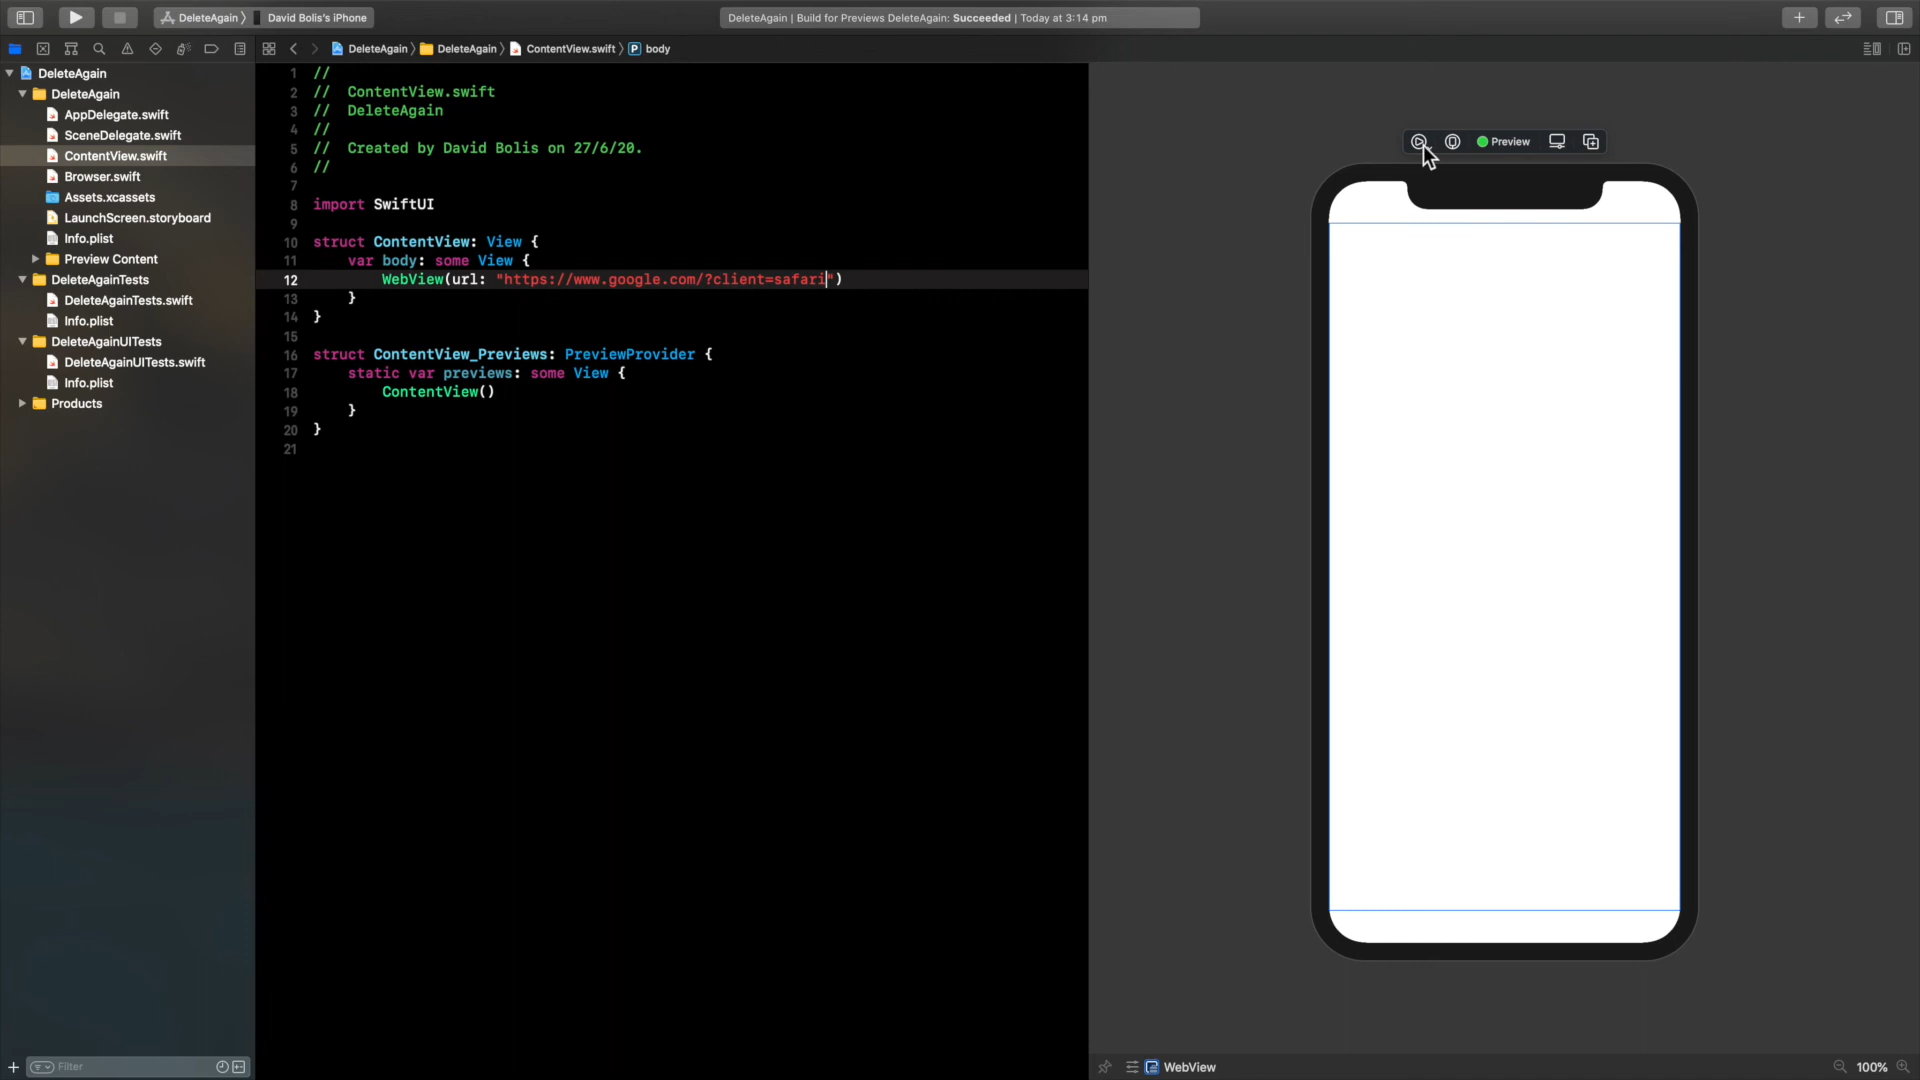 DeleteAgain 〉 David Bolis's iPhone
DeleteAgain | Build for Previews DeleteAgain: Succeeded | Today at 3:14 pm
DeleteAgain 〉 DeleteAgain 〉 ContentView.swift 〉 P body
DeleteAgain
DeleteAgain
AppDelegate.swift
SceneDelegate.swift
ContentView.swift
Browser.swift
Assets.xcassets
LaunchScreen.storyboard
Info.plist
Preview Content
DeleteAgainTests
DeleteAgainTests.swift
Info.plist
DeleteAgainUITests
DeleteAgainUITests.swift
Info.plist
Products
Filter
1 //
2 //  ContentView.swift
3 //  DeleteAgain
4 //
5 //  Created by David Bolis on 27/6/20.
6 //
7
8 import SwiftUI
9
10 struct ContentView: View {
11     var body: some View {
12         WebView(url: "https://www.google.com/?client=safari")
13     }
14 }
15
16 struct ContentView_Previews: PreviewProvider {
17     static var previews: some View {
18         ContentView()
19     }
20 }
21
Preview
WebView
100%